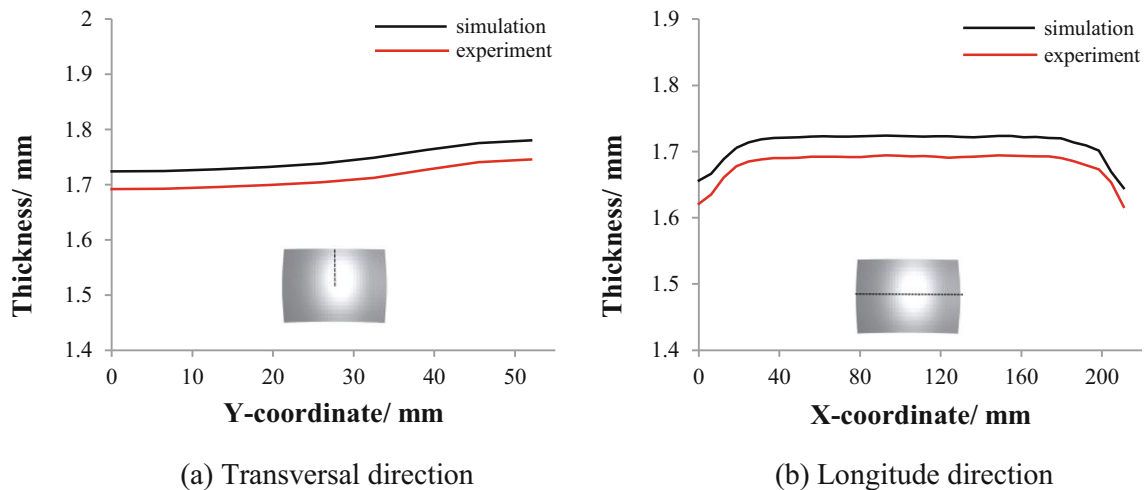 2
1.9
1.8
1.7
1.6
1.5
1.4
Thickness/ mm
simulation
experiment
0
10
20
30
40
50
Y-coordinate/ mm
(a) Transversal direction
1.9
1.8
1.7
1.6
1.5
1.4
Thickness/ mm
simulation
experiment
0
40
80
120
160
200
X-coordinate/ mm
(b) Longitude direction